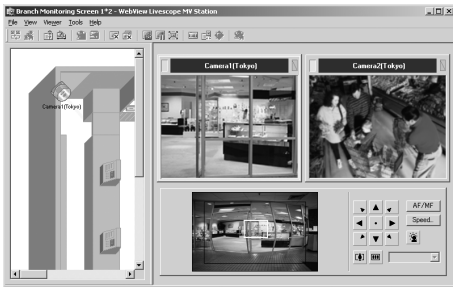 Branch Monitoring Screen 1*2 - WebView Livescope MV Station
File View Viewer Tools Help
Camera1(Tokyo)
Camera2(Tokyo)
Camera1(Tokyo)
AF/MF
Speed..